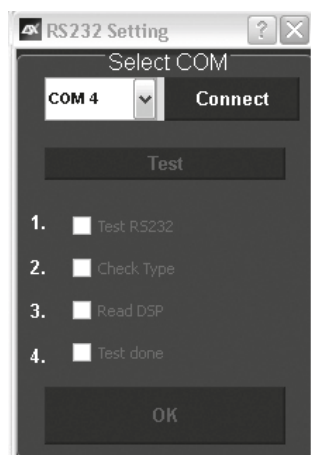 AX RS232 Setting ?
Select COM
COM 4 Connect
Test
1. Test RS232
2. Check Type
3. Read DSP
4. Test done
OK